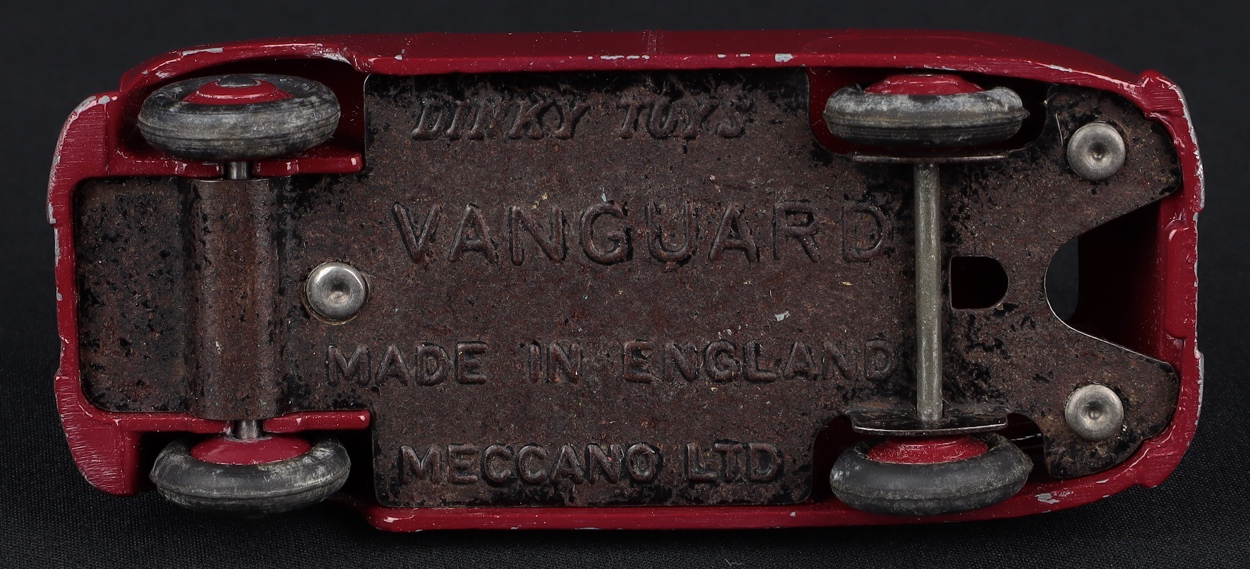 DINKY TOYS
VANGUARD
MADE IN ENGLAND
MECCANO LTD